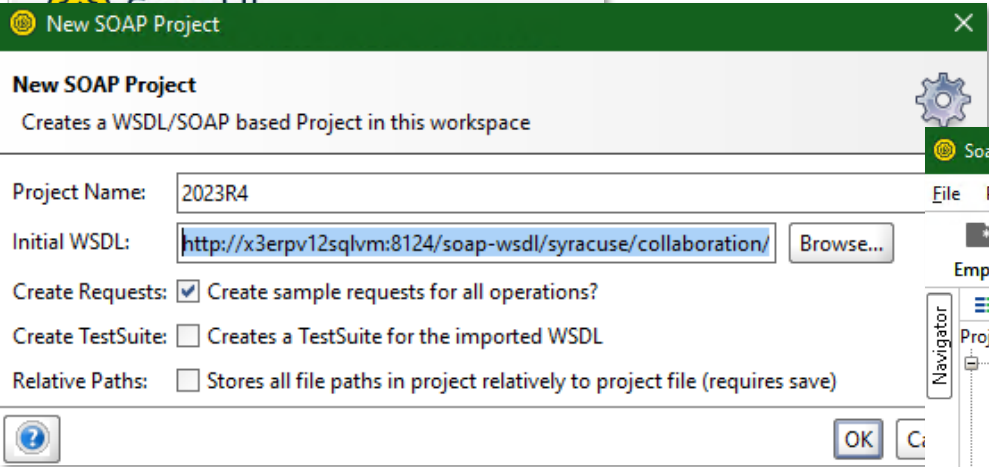 New SOAP Project
New SOAP Project
Creates a WSDL/SOAP based Project in this workspace
Project Name: 2023R4
Initial WSDL: http://x3erpv12sqlvm:8124/soap-wsdl/syracuse/collaboration/ Browse...
Create Requests: Create sample requests for all operations?
Create TestSuite: Creates a TestSuite for the imported WSDL
Relative Paths: Stores all file paths in project relatively to project file (requires save)
OK
File
Navigator